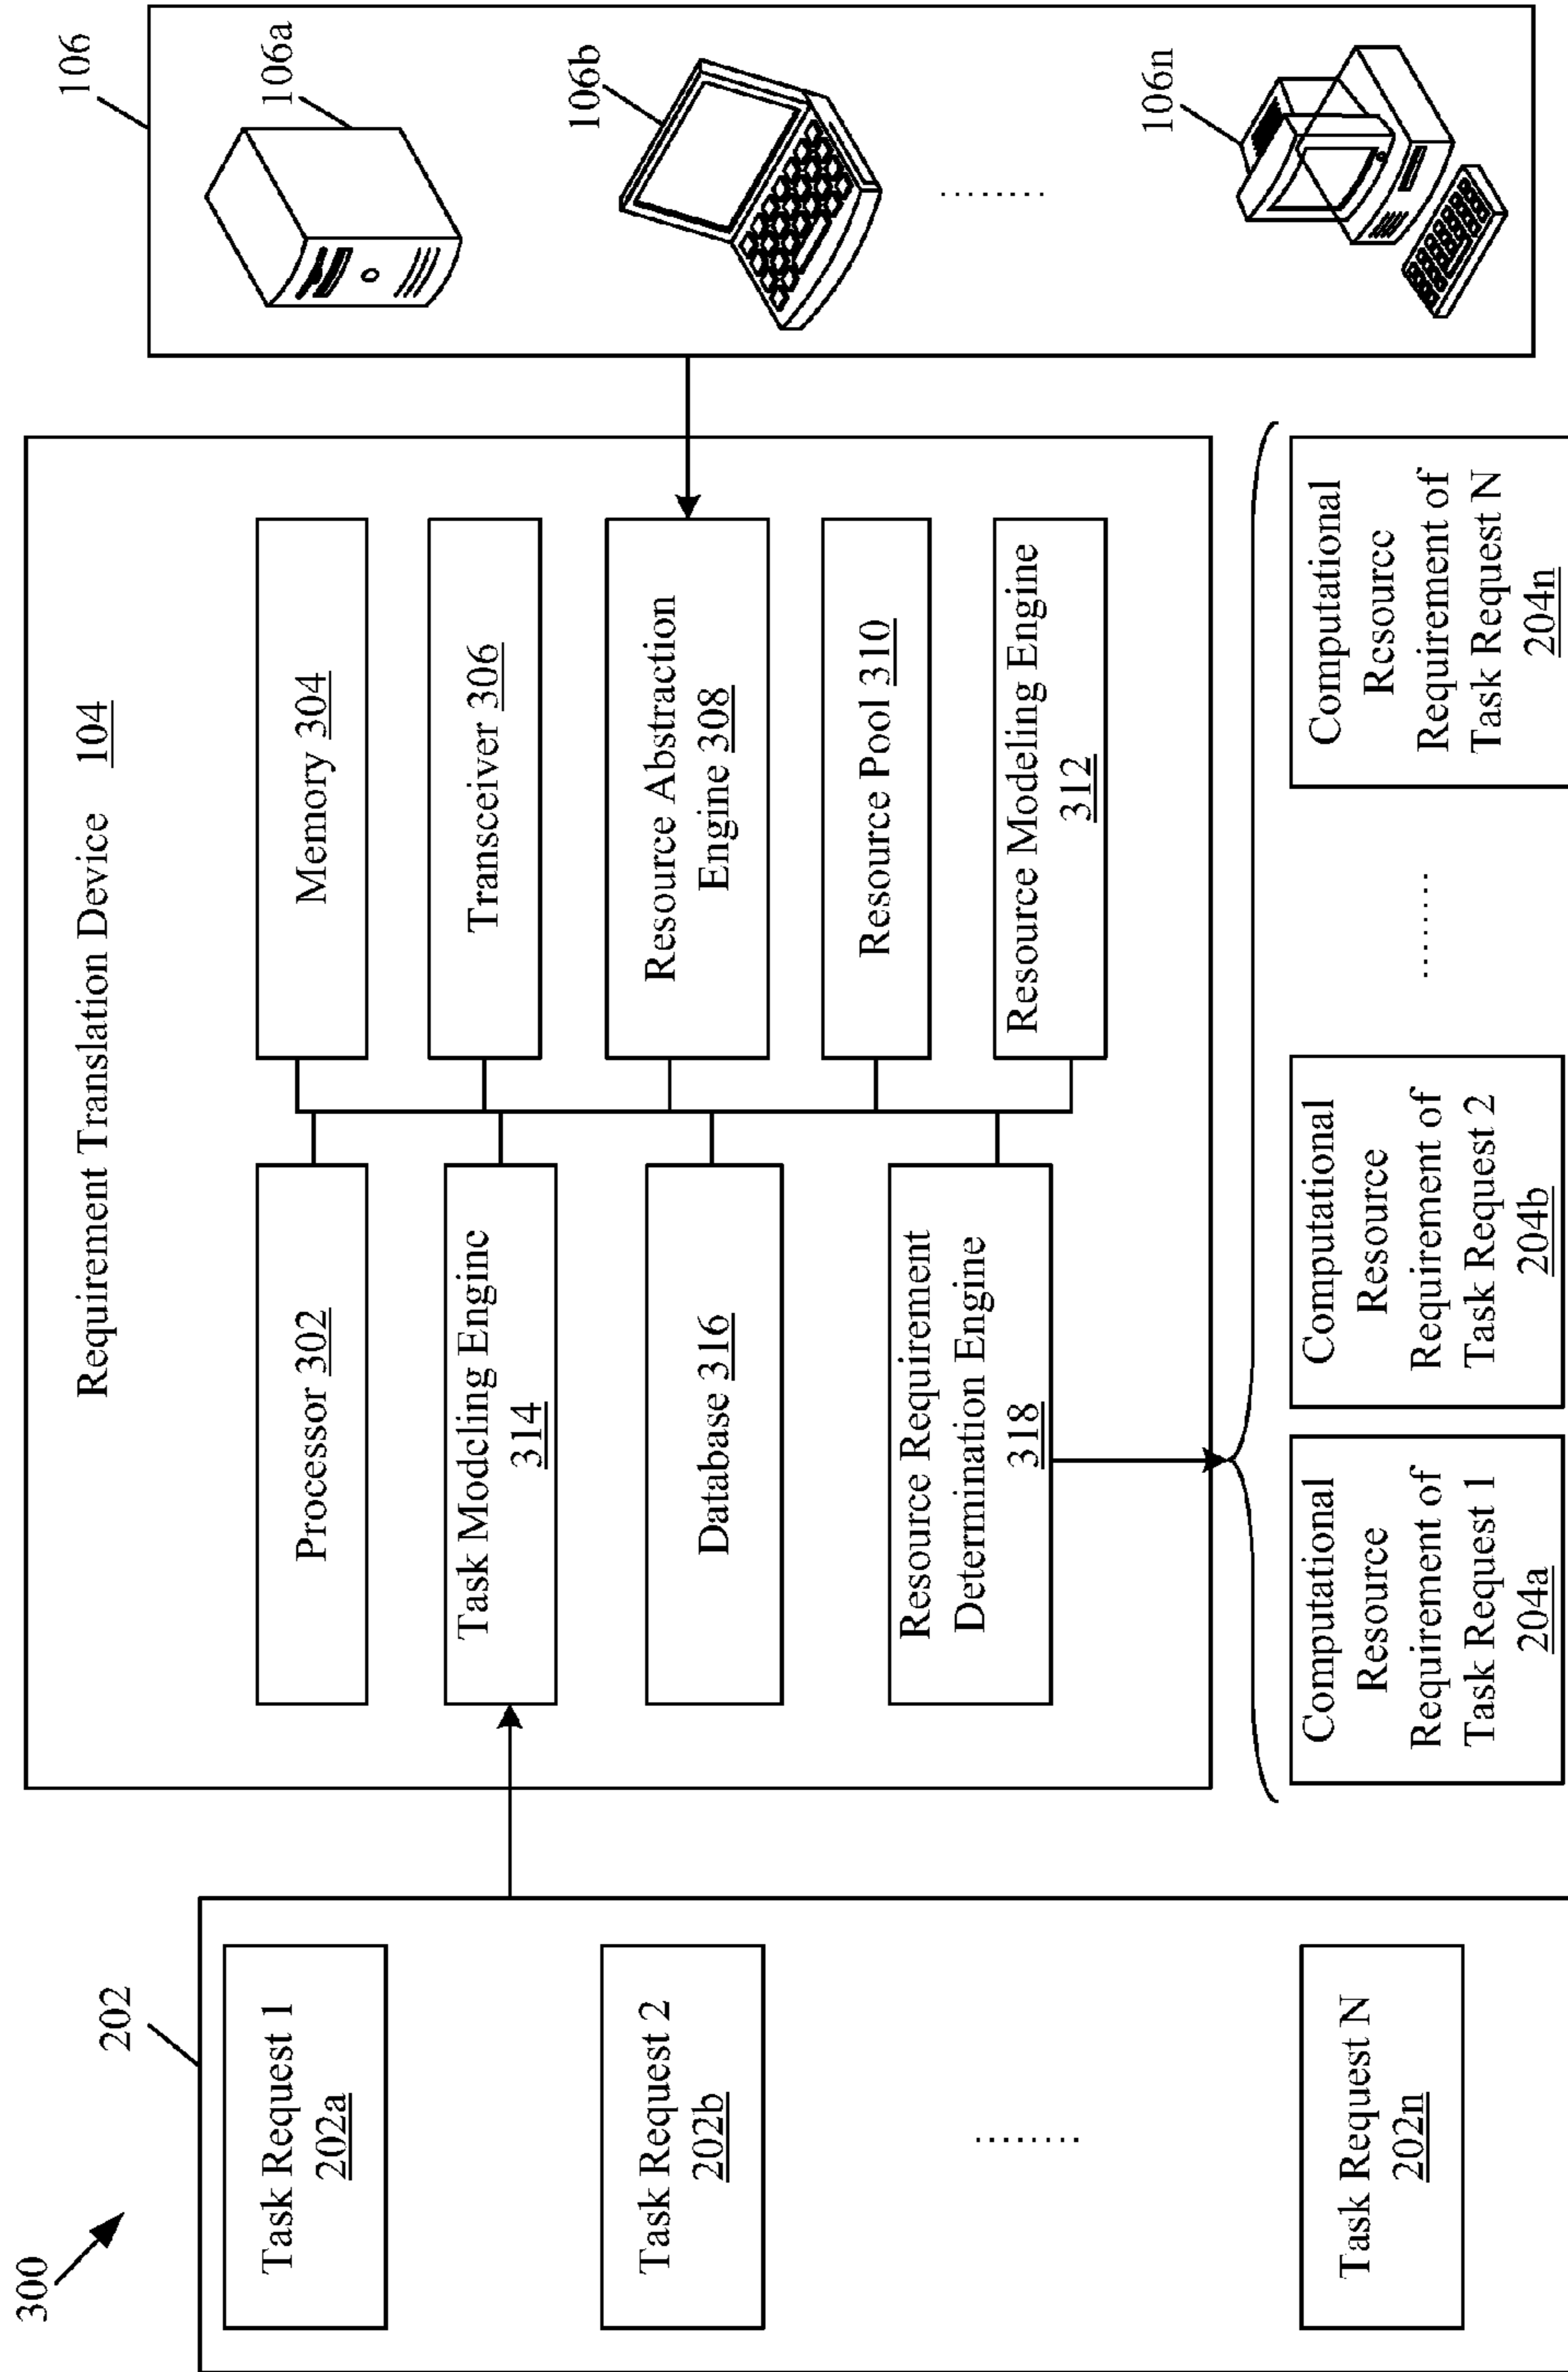 300
202
Task Request 1
202a
Task Request 2
202b
........
Task Request N
202n
Requirement Translation Device 104
Processor 302
Task Modeling Engine
314
Database 316
Resource Requirement
Determination Engine
318
Memory 304
Transceiver 306
Resource Abstraction
Engine 308
Resource Pool 310
Resource Modeling Engine
312
106
106a
106b
........
106n
Computational
Resource
Requirement of
Task Request 1
204a
Computational
Resource
Requirement of
Task Request 2
204b
........
Computational
Resource
Requirement of
Task Request N
204n